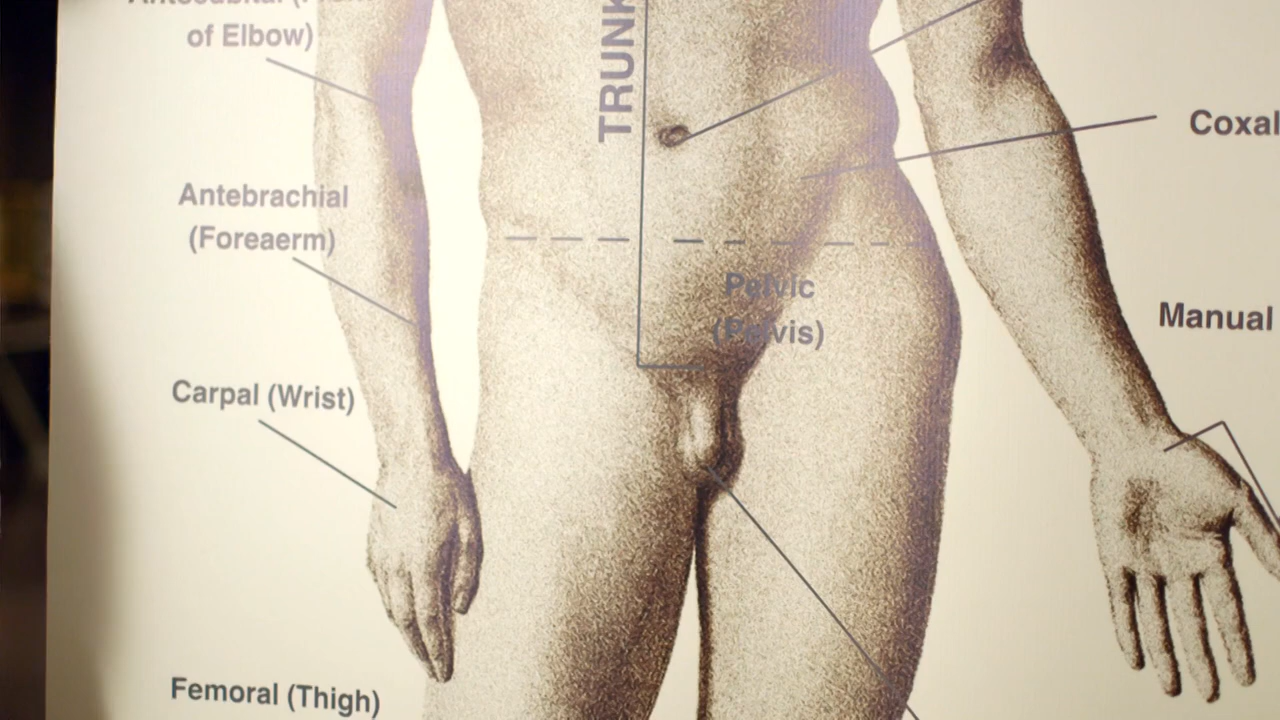 of Elbow)
TRUNK
Coxal
Antebrachial
(Foreaerm)
Pelvic
(Pelvis)
Manual
Carpal (Wrist)
Femoral (Thigh)